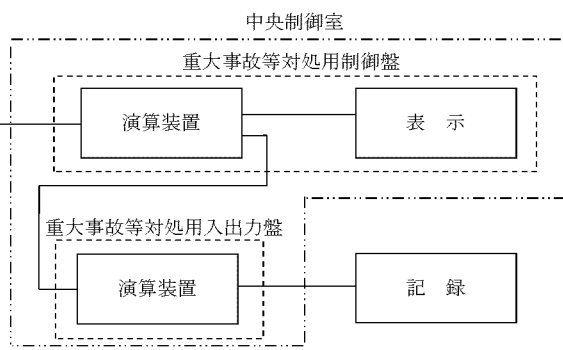 中央制御室
重大事故等対処用制御盤
演算装置
表 示
重大事故等対処用入出力盤
演算装置
記 録